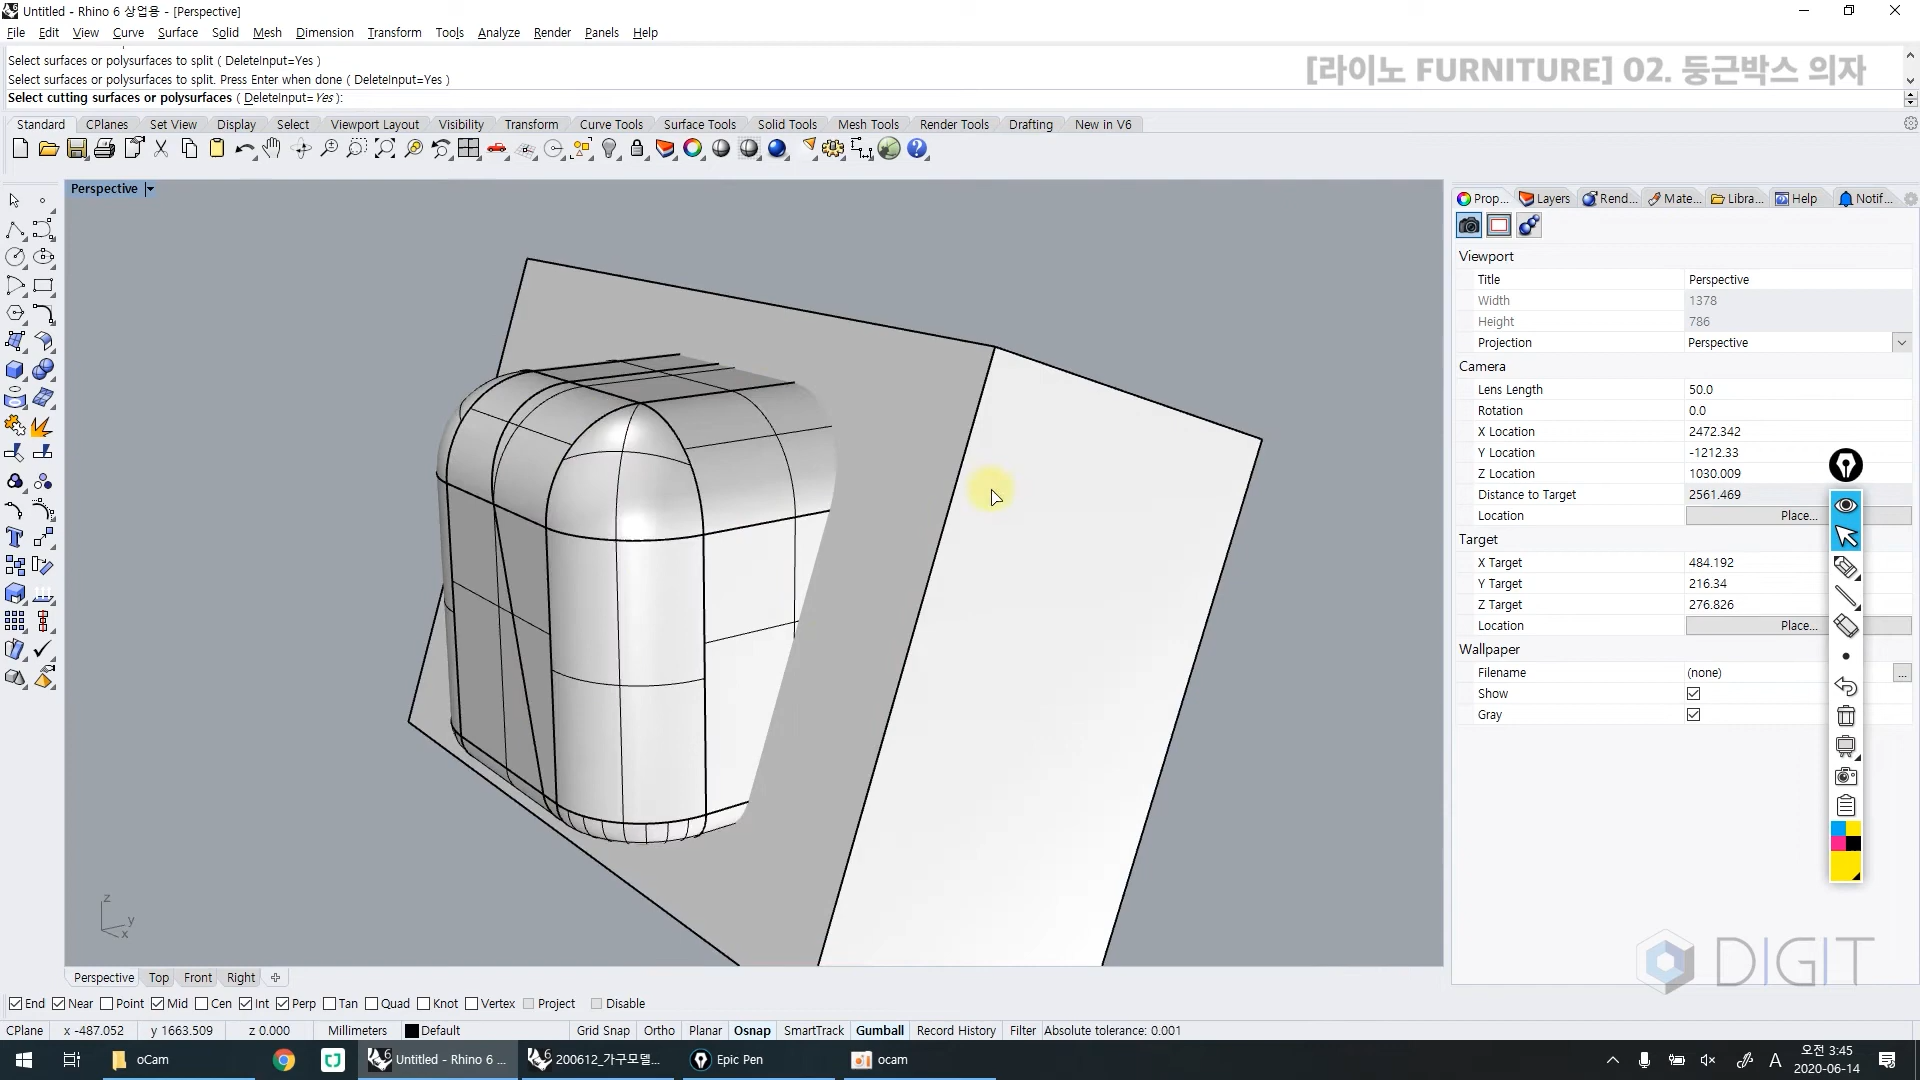 Untitled - Rhino 6 상업용 - [Perspective]
File Edit View Curve Surface Solid Mesh Dimension Transform Tools Analyze Render Panels Help
Select surfaces or polysurfaces to split ( DeleteInput=Yes )
Select surfaces or polysurfaces to split. Press Enter when done ( DeleteInput=Yes )
Select cutting surfaces or polysurfaces ( DeleteInput=Yes ):
[라이노 FURNITURE] 02. 둥근박스 의자
Standard CPlanes Set View Display Select Viewport Layout Visibility Transform Curve Tools Surface Tools Solid Tools Mesh Tools Render Tools Drafting New in V6
Perspective
Prop... Layers Rend... Mate... Libra... Help Notif...
Viewport
Title Perspective
Width 1378
Height 786
Projection Perspective
Camera
Lens Length 50.0
Rotation 0.0
X Location 2472.342
Y Location -1212.33
Z Location 1030.009
Distance to Target 2561.469
Location Place...
Target
X Target 484.192
Y Target 216.34
Z Target 276.826
Location Place...
Wallpaper
Filename (none) ...
Show
Gray
z
y
x
DIGIT
Perspective Top Front Right
End Near Point Mid Cen Int Perp Tan Quad Knot Vertex Project Disable
CPlane x -487.052 y 1663.509 z 0.000 Millimeters Default Grid Snap Ortho Planar Osnap SmartTrack Gumball Record History Filter Absolute tolerance: 0.001
oCam Untitled - Rhino 6 ... 200612_가구모델... Epic Pen ocam A 오전 3:45
2020-06-14